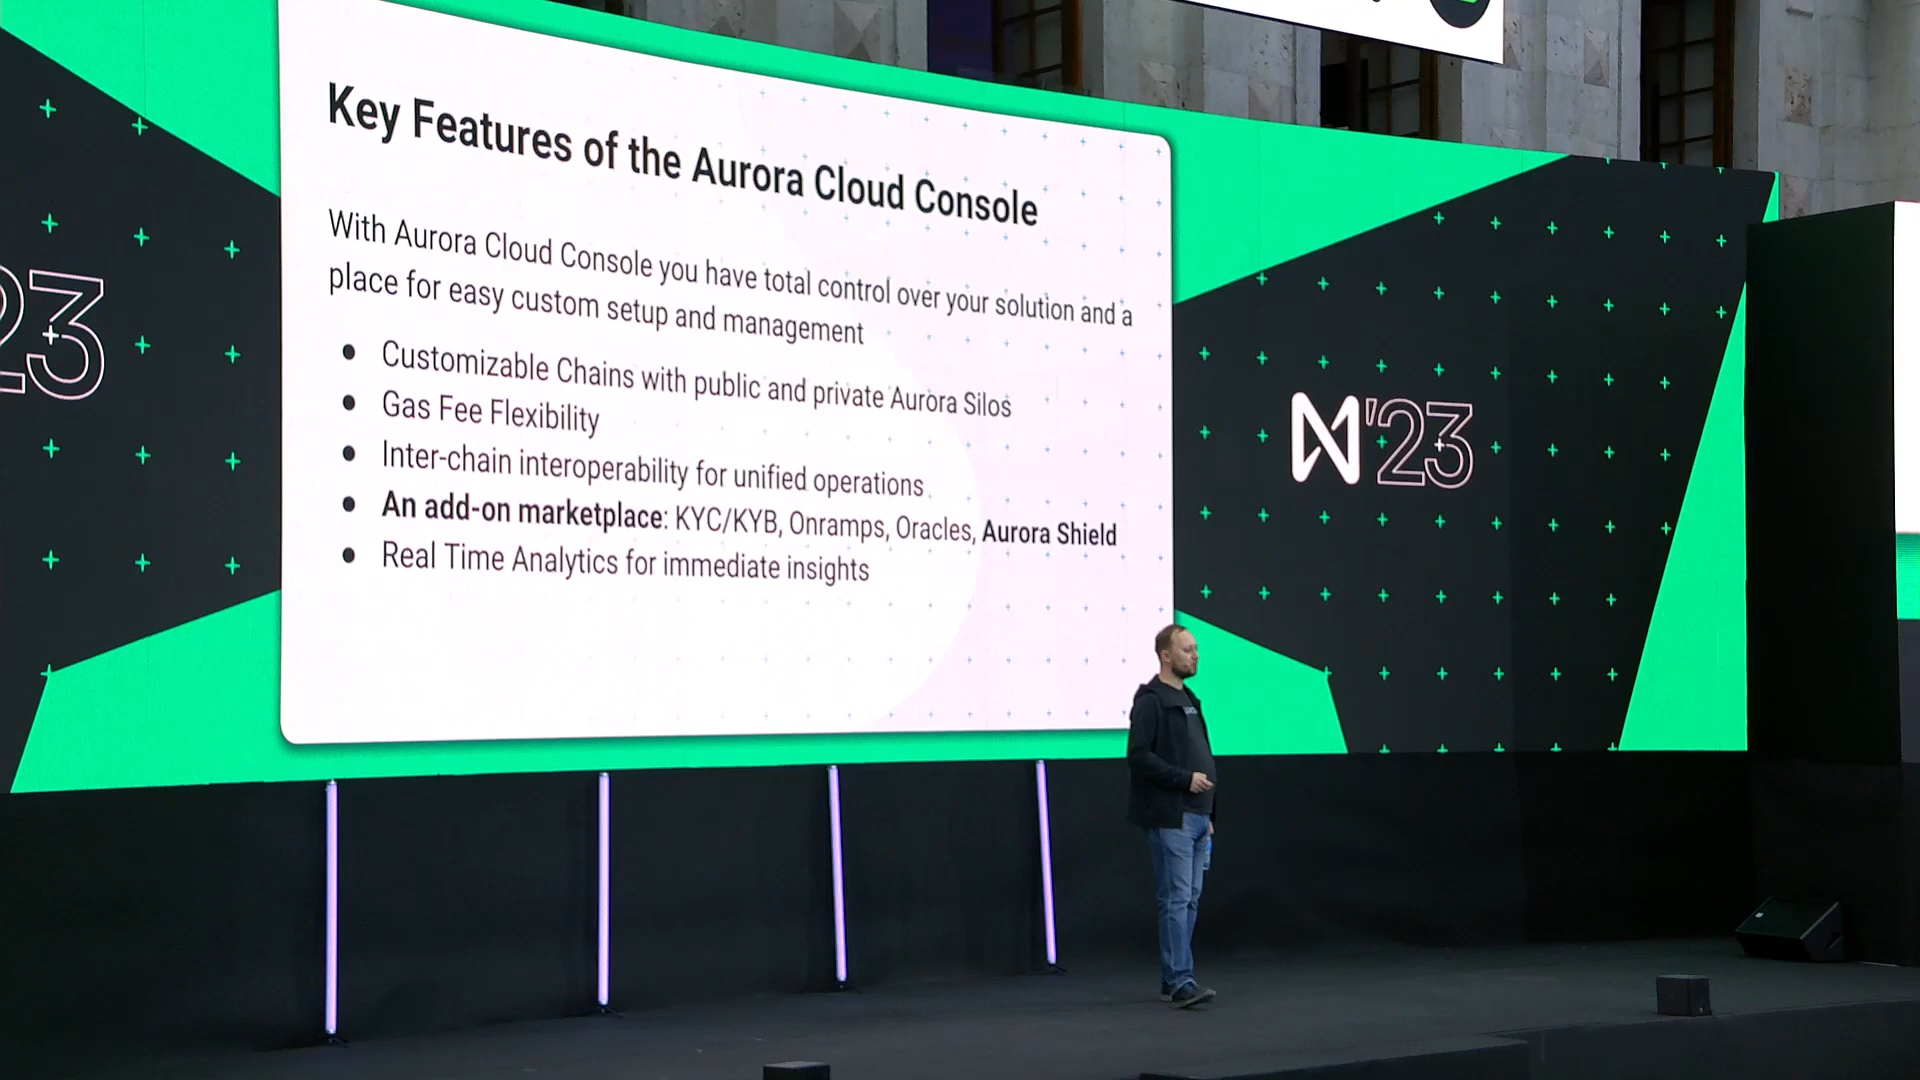 Key Features of the Aurora Cloud Console
With Aurora Cloud Console you have total control over your solution and a
place for easy custom setup and management
● Customizable Chains with public and private Aurora Silos
● Gas Fee Flexibility
● Inter-chain interoperability for unified operations
● An add-on marketplace: KYC/KYB, Onramps, Oracles, Aurora Shield
● Real Time Analytics for immediate insights
23
N'23